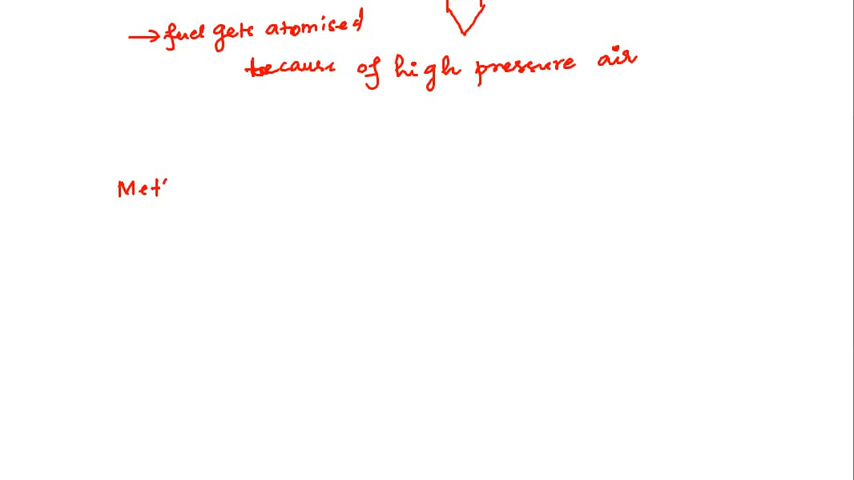 → fuel gets atomised
because of high pressure air
Met